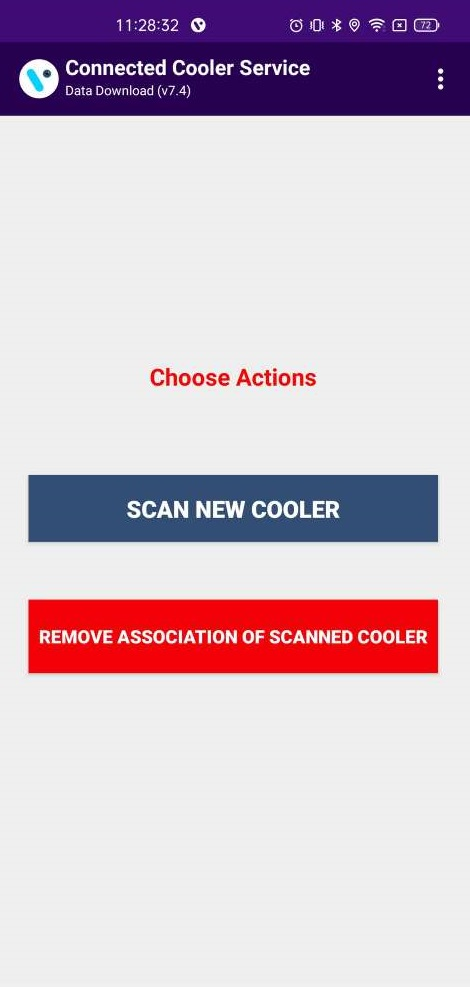 11:28:32
72
Connected Cooler Service
Data Download (v7.4)
Choose Actions
SCAN NEW COOLER
REMOVE ASSOCIATION OF SCANNED COOLER